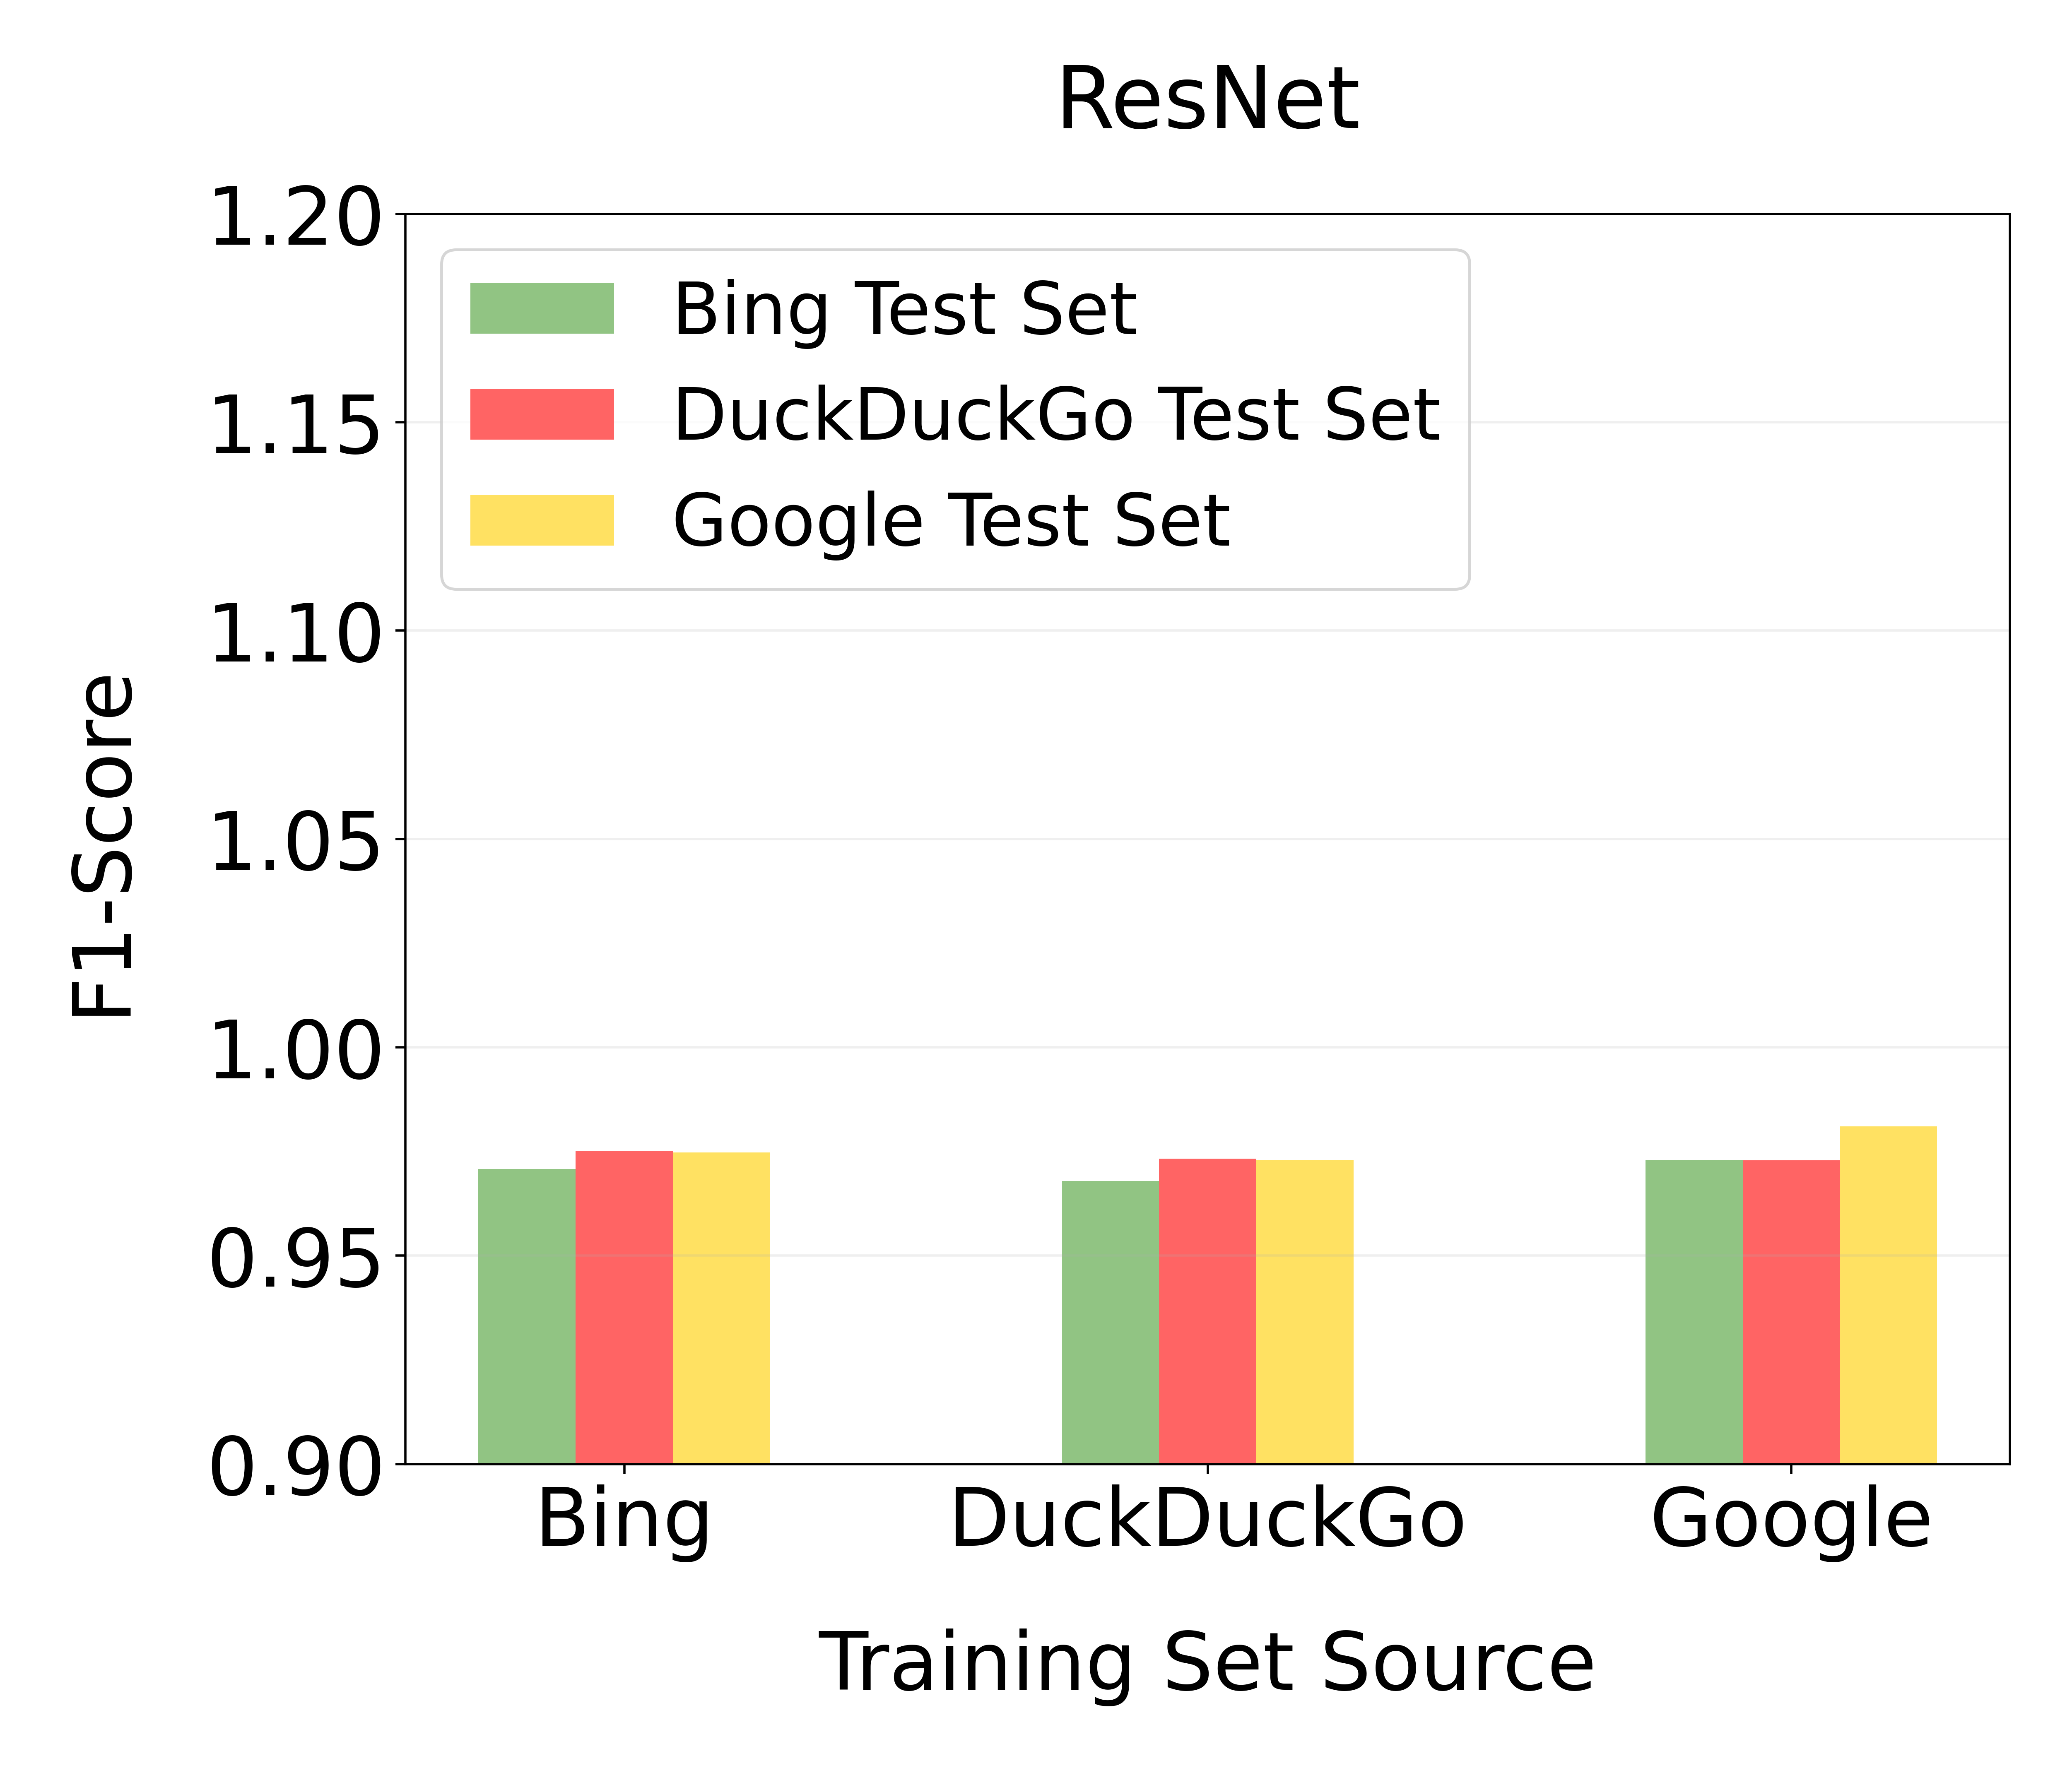 ResNet
1.20
1.15
1.10
1.05
1.00
0.95
0.90
F1-Score
Bing Test Set
DuckDuckGo Test Set
Google Test Set
Bing
DuckDuckGo
Google
Training Set Source